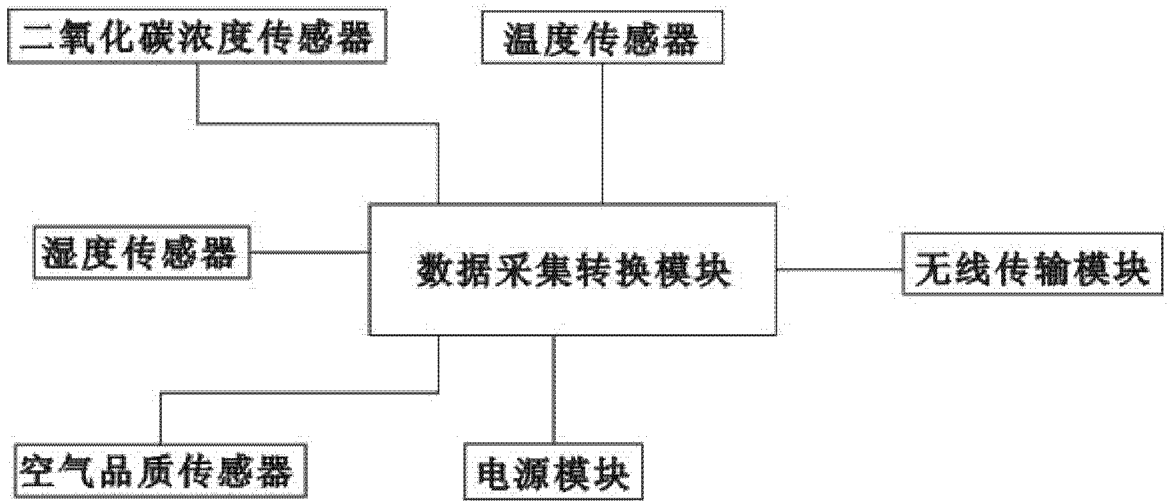 二氧化碳浓度传感器
温度传感器
湿度传感器
数据采集转换模块
无线传输模块
空气品质传感器
电源模块